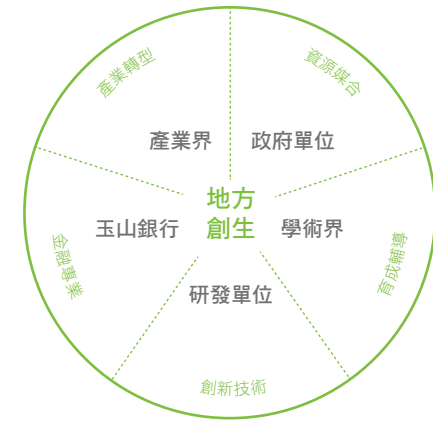 產業轉型
資源媒合
產業界
政府單位
地方
創生
玉山銀行
學術界
金融專業
育成輔導
研發單位
創新技術